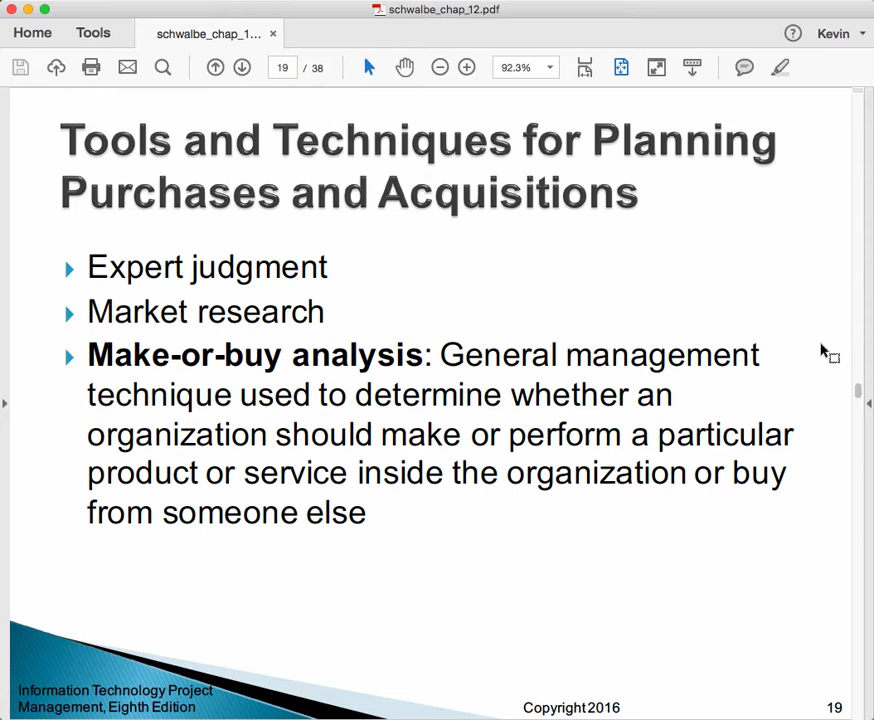 schwalbe_chap_12.pdf
Home
Tools
schwalbe_chap_1... ×
?
Kevin
19 / 38
92.3%
Tools and Techniques for Planning
Purchases and Acquisitions
Expert judgment
Market research
Make-or-buy analysis: General management
technique used to determine whether an
organization should make or perform a particular
product or service inside the organization or buy
from someone else
Information Technology Project
Management, Eighth Edition
Copyright 2016
19